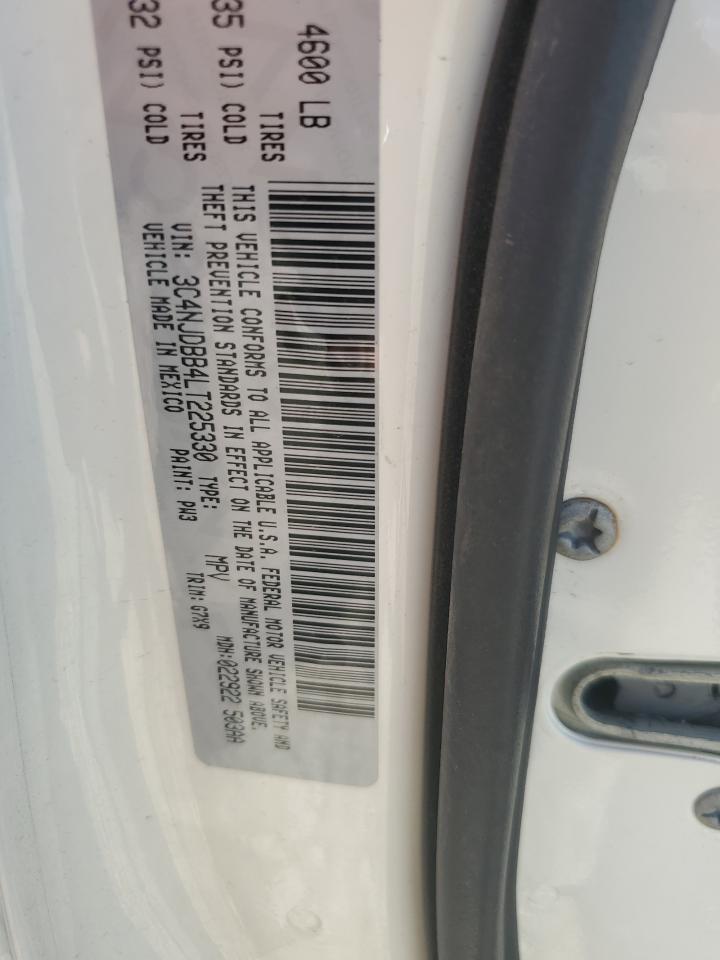 4600 LB
35 PSI) COLD TIRES
32 PSI) COLD TIRES
THIS VEHICLE CONFORMS TO ALL APPLICABLE U.S.A. FEDERAL MOTOR VEHICLE SAFETY AND
THEFT PREVENTION STANDARDS IN EFFECT ON THE DATE OF MANUFACTURE SHOWN ABOVE.
VIN: 3C4NJDBB4LT225330 TYPE: MPV MDH:022922 503AA
VEHICLE MADE IN MEXICO PAINT: PW3 TRIM: G7X9